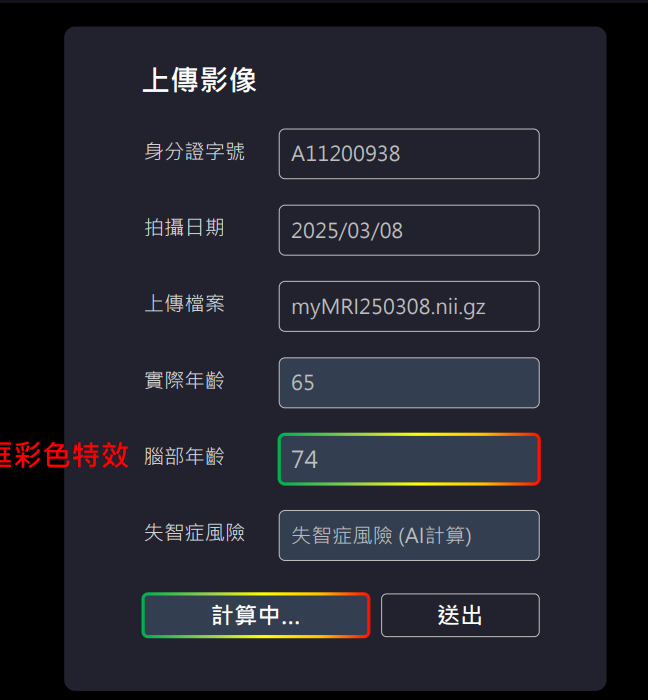 上傳影像
身分證字號 A11200938
拍攝日期 2025/03/08
上傳檔案 myMRI250308.nii.gz
實際年齡 65
框彩色特效 腦部年齡 74
失智症風險 失智症風險 (AI計算)
計算中... 送出